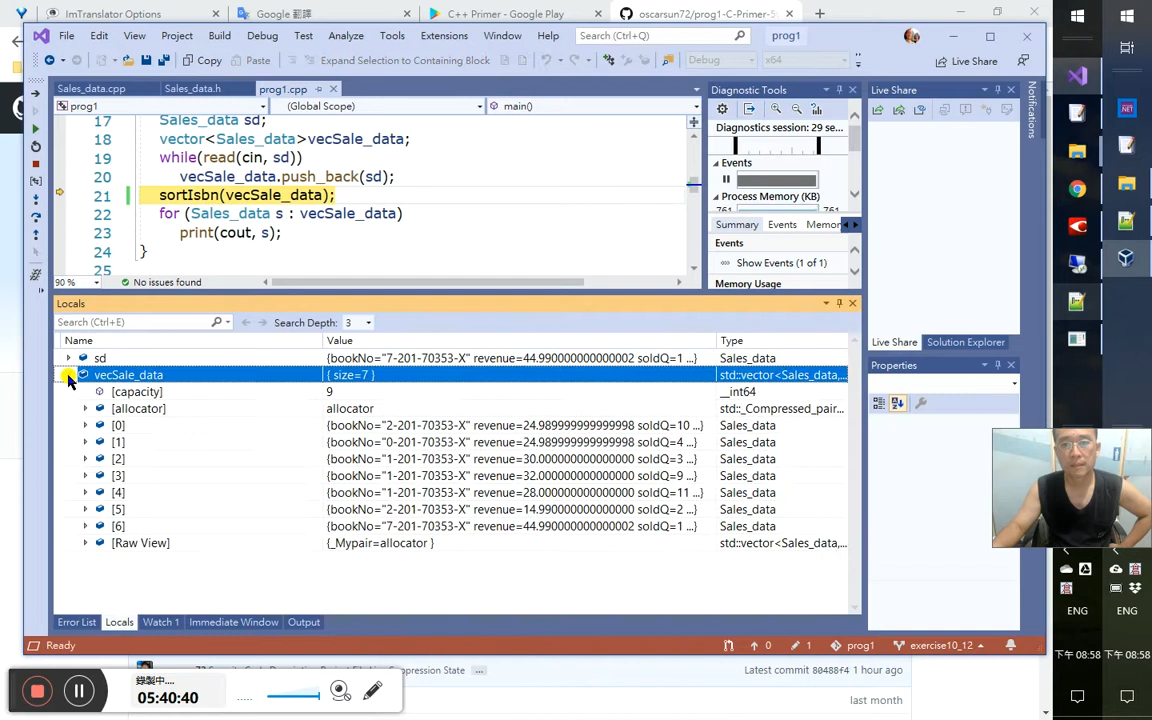 ImTranslator Options
Google 翻譯
C++ Primer - Google Play
oscarsun72/prog1-C-Primer-5
File Edit View Project Build Debug Test Analyze Tools Extensions Window Help
Search (Ctrl+Q)
prog1
Copy
Paste
Expand Selection to Containing Block
Debug
x64
Live Share
Sales_data.cpp
Sales_data.h
prog1.cpp
prog1
(Global Scope)
main()
17 Sales_data sd;
18 vector<Sales_data>vecSale_data;
19 while(read(cin, sd))
20 vecSale_data.push_back(sd);
21 sortIsbn(vecSale_data);
22 for (Sales_data s : vecSale_data)
23 print(cout, s);
24 }
25
90 %
No issues found
Diagnostic Tools
Diagnostics session: 29 se...
Events
Process Memory (KB)
761
Summary Events Memor
Events
Show Events (1 of 1)
Memory Usage
Live Share
Notifications
Live Share Solution Explorer
Properties
Locals
Search (Ctrl+E)
Search Depth: 3
Name Value Type
sd {bookNo="7-201-70353-X" revenue=44.990000000000002 soldQ=1 ...} Sales_data
vecSale_data { size=7 } std::vector<Sales_data,...
[capacity] 9 __int64
[allocator] allocator std::_Compressed_pair...
[0] {bookNo="2-201-70353-X" revenue=24.989999999999998 soldQ=10 ...} Sales_data
[1] {bookNo="0-201-70353-X" revenue=24.989999999999998 soldQ=4 ...} Sales_data
[2] {bookNo="1-201-70353-X" revenue=30.000000000000000 soldQ=3 ...} Sales_data
[3] {bookNo="1-201-70353-X" revenue=32.000000000000000 soldQ=9 ...} Sales_data
[4] {bookNo="1-201-70353-X" revenue=28.000000000000000 soldQ=11 ...} Sales_data
[5] {bookNo="2-201-70353-X" revenue=14.990000000000000 soldQ=2 ...} Sales_data
[6] {bookNo="7-201-70353-X" revenue=44.990000000000002 soldQ=1 ...} Sales_data
[Raw View] {_Mypair=allocator } std::vector<Sales_data,...
Error List Locals Watch 1 Immediate Window Output
Ready
0
1
prog1
exercise10_12
ENG ENG
下午 08:58 下午 08:58
Suppression State
Latest commit 80488f4 1 hour ago
last month
錄製中...
05:40:40